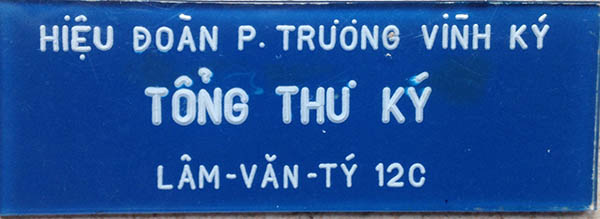 HIỆU ĐOÀN P. TRƯƠNG VĨNH KÝ
TỔNG THƯ KÝ
LÂM-VĂN-TÝ 12C